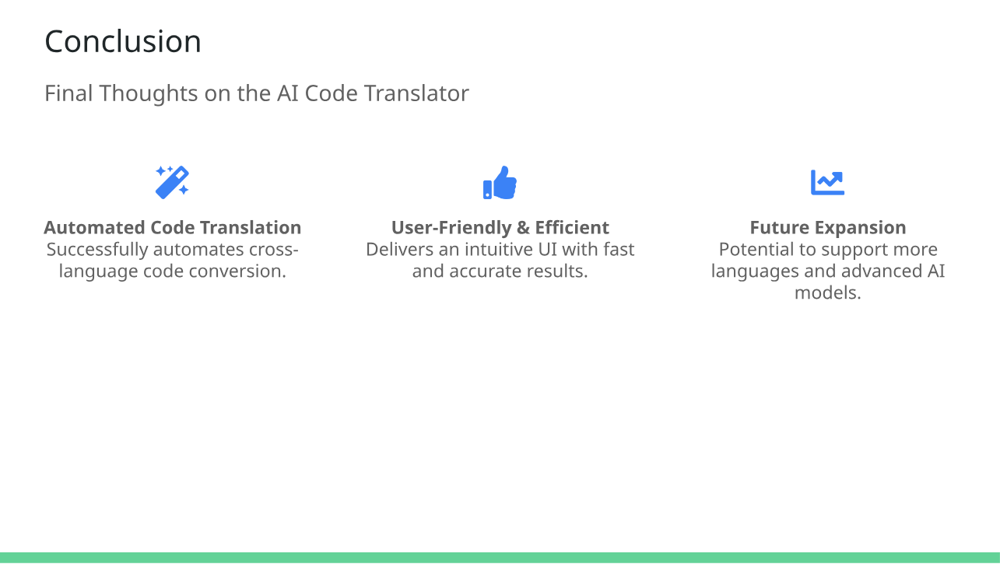 Conclusion
Final Thoughts on the AI Code Translator
Automated Code Translation
Successfully automates cross-
language code conversion.
User-Friendly & Efficient
Delivers an intuitive UI with fast
and accurate results.
Future Expansion
Potential to support more
languages and advanced AI
models.